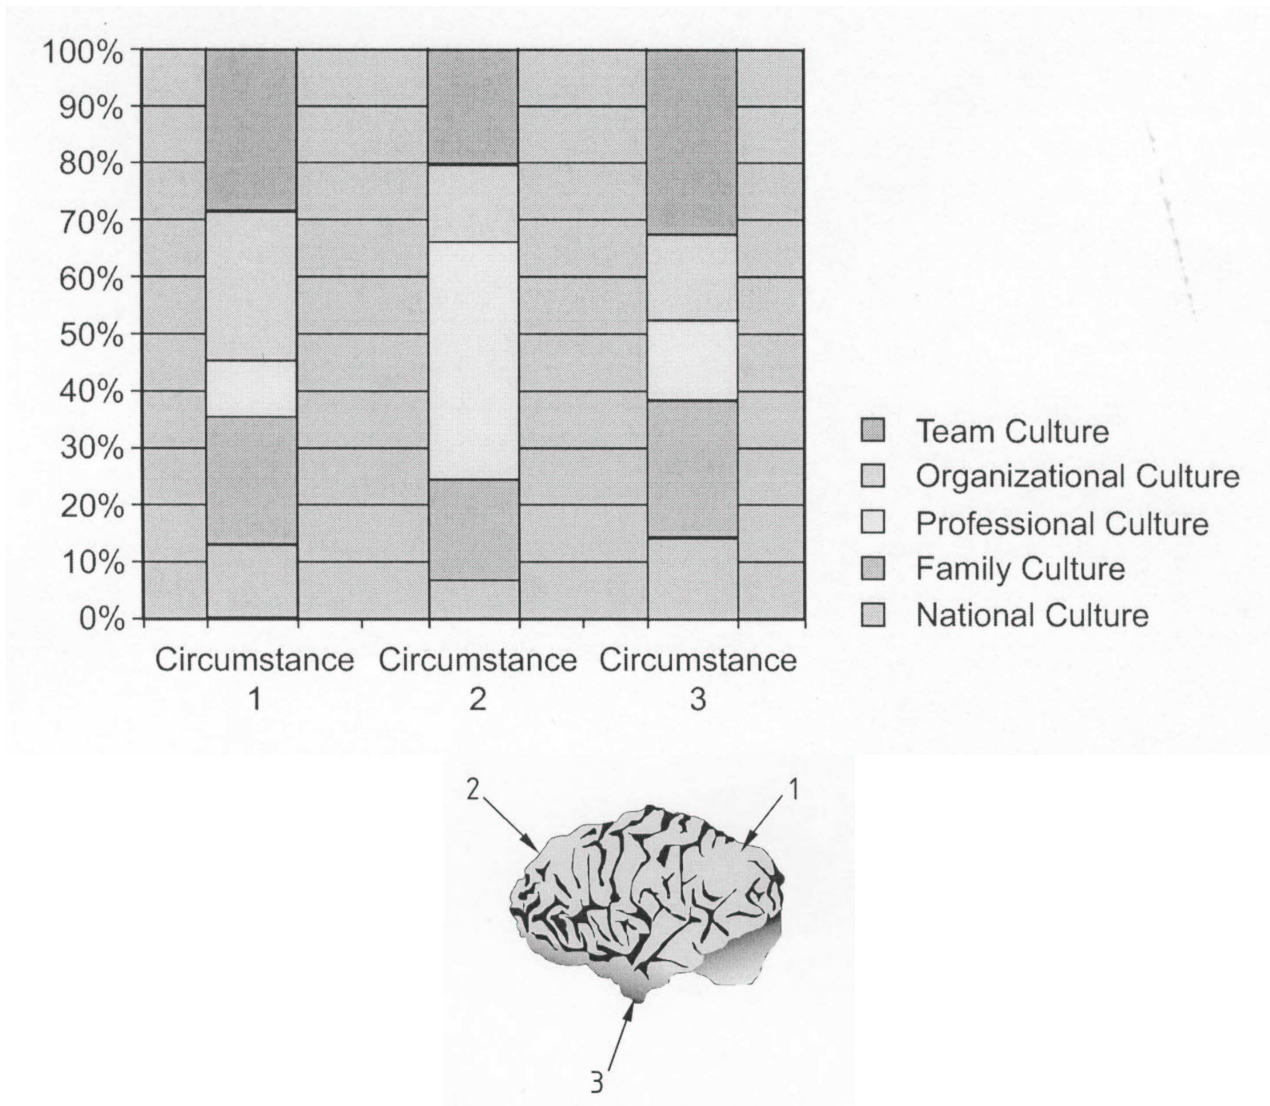 100%
90%
80%
70%
60%
50%
40%
30%
20%
10%
0%
Circumstance 1
Circumstance 2
Circumstance 3
Team Culture
Organizational Culture
Professional Culture
Family Culture
National Culture
2
1
3